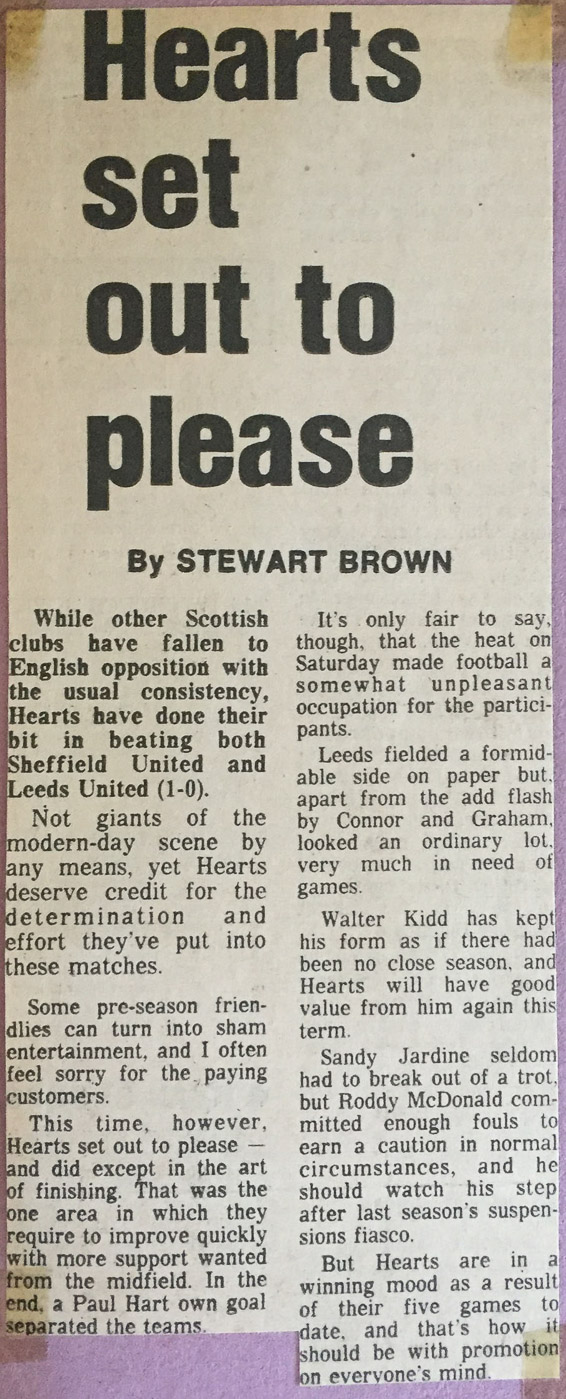 Hearts
set
out to
please
By STEWART BROWN
While other Scottish
clubs have fallen to
English opposition with
the usual consistency,
Hearts have done their
bit in beating both
Sheffield United and
Leeds United (1-0).
Not giants of the
modern-day scene by
any means, yet Hearts
deserve credit for the
determination and
effort they've put into
these matches.
Some pre-season frien-
dlies can turn into sham
entertainment, and I often
feel sorry for the paying
customers.
This time, however,
Hearts set out to please —
and did except in the art
of finishing. That was the
one area in which they
require to improve quickly
with more support wanted
from the midfield. In the
end, a Paul Hart own goal
separated the teams.
It's only fair to say,
though, that the heat on
Saturday made football a
somewhat unpleasant
occupation for the partici-
pants.
Leeds fielded a formid-
able side on paper but,
apart from the add flash
by Connor and Graham,
looked an ordinary lot,
very much in need of
games.
Walter Kidd has kept
his form as if there had
been no close season, and
Hearts will have good
value from him again this
term.
Sandy Jardine seldom
had to break out of a trot,
but Roddy McDonald com-
mitted enough fouls to
earn a caution in normal
circumstances, and he
should watch his step
after last season's suspen-
sions fiasco.
But Hearts are in a
winning mood as a result
of their five games to
date, and that's how it
should be with promotion
on everyone's mind.